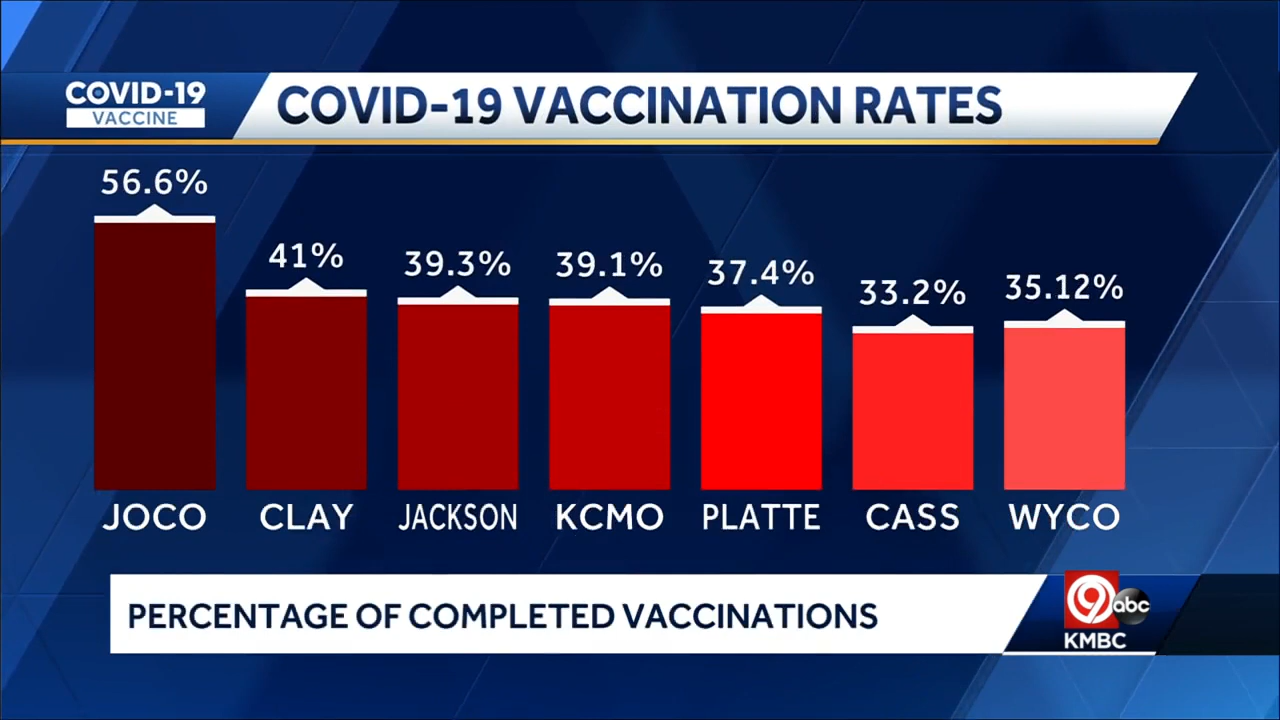 COVID-19
VACCINE
COVID-19 VACCINATION RATES
56.6%
41%
39.3%
39.1%
37.4%
33.2%
35.12%
JOCO
CLAY
JACKSON
KCMO
PLATTE
CASS
WYCO
PERCENTAGE OF COMPLETED VACCINATIONS
9
abc
KMBC